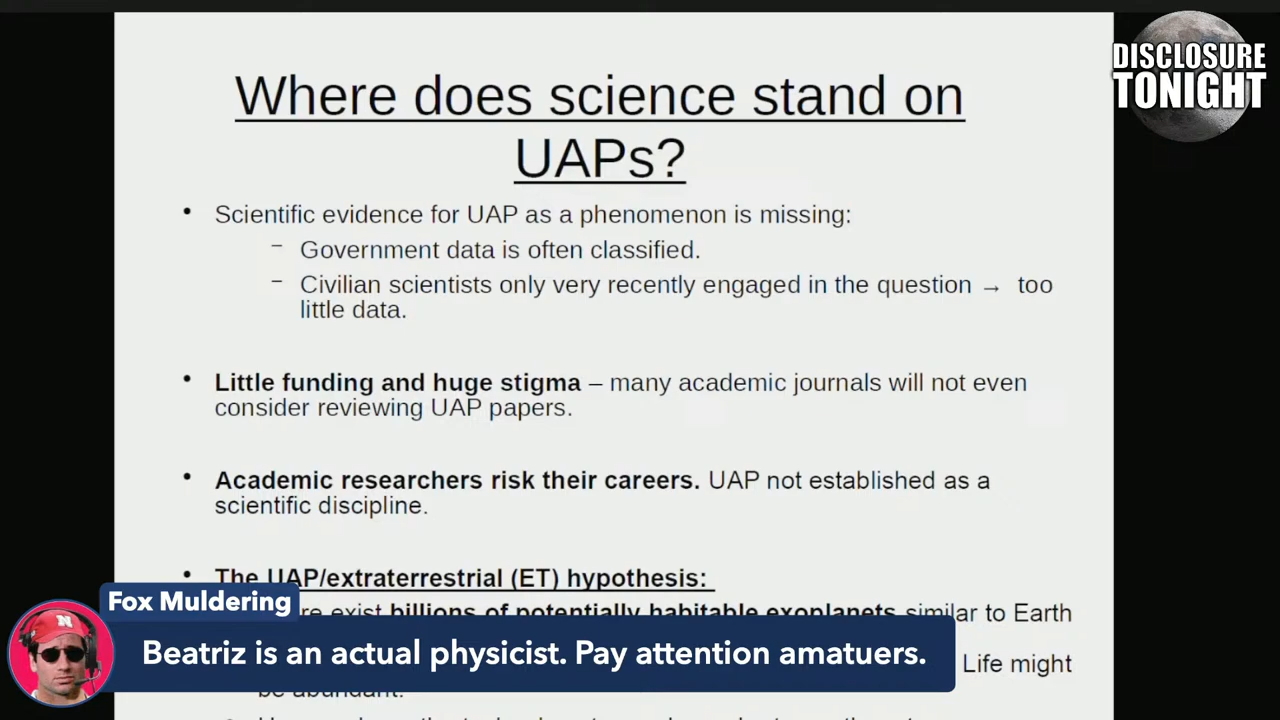 DISCLOSURE
TONIGHT
Where does science stand on
UAPs?
• Scientific evidence for UAP as a phenomenon is missing:
– Government data is often classified.
– Civilian scientists only very recently engaged in the question → too
little data.
• Little funding and huge stigma – many academic journals will not even
consider reviewing UAP papers.
• Academic researchers risk their careers. UAP not established as a
scientific discipline.
• The UAP/extraterrestrial (ET) hypothesis:
exist billions of potentially habitable exoplanets similar to Earth
Life might
be abundant.
Fox Muldering
Beatriz is an actual physicist. Pay attention amatuers.